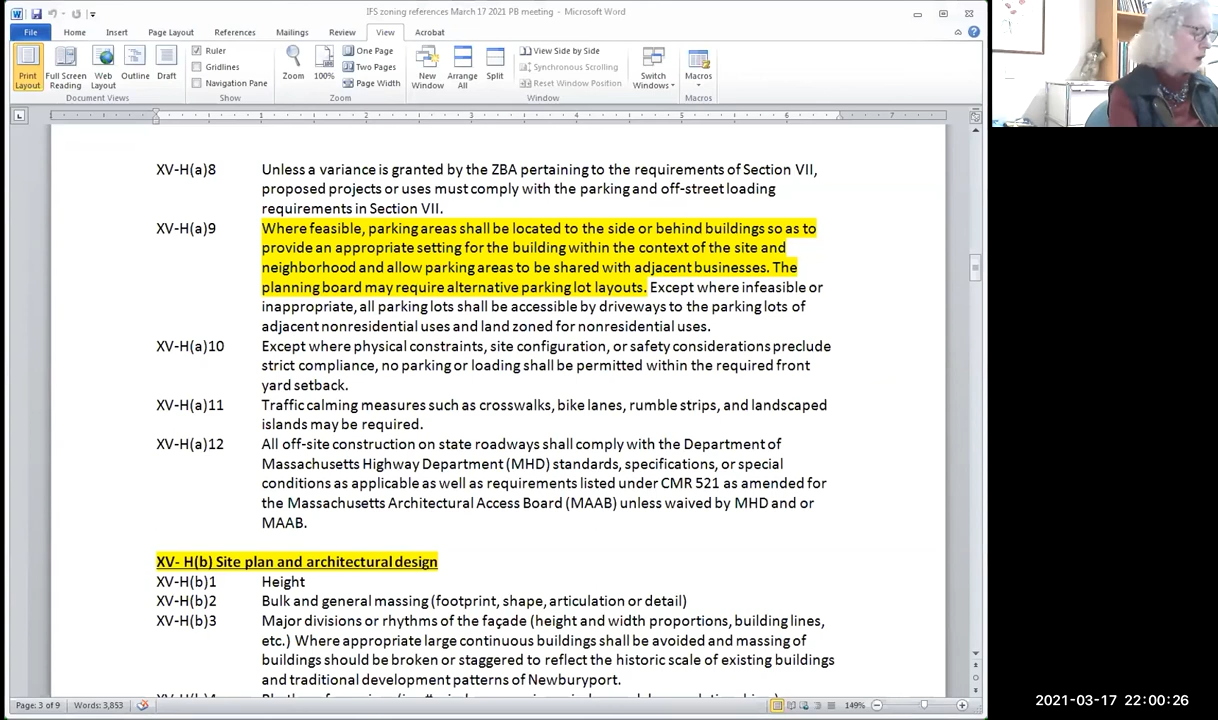 IFS zoning references March 17 2021 PB meeting - Microsoft Word
File Home Insert Page Layout References Mailings Review View Acrobat
Print Layout
Full Screen Reading
Web Layout
Outline
Draft
Document Views
Ruler
Gridlines
Navigation Pane
Show
Zoom
100%
One Page
Two Pages
Page Width
Zoom
New Window
Arrange All
Split
View Side by Side
Synchronous Scrolling
Reset Window Position
Window
Switch Windows
Macros
Macros
1 2 3 4 5 6 7
XV-H(a)8 Unless a variance is granted by the ZBA pertaining to the requirements of Section VII,
proposed projects or uses must comply with the parking and off-street loading
requirements in Section VII.
XV-H(a)9 Where feasible, parking areas shall be located to the side or behind buildings so as to
provide an appropriate setting for the building within the context of the site and
neighborhood and allow parking areas to be shared with adjacent businesses. The
planning board may require alternative parking lot layouts. Except where infeasible or
inappropriate, all parking lots shall be accessible by driveways to the parking lots of
adjacent nonresidential uses and land zoned for nonresidential uses.
XV-H(a)10 Except where physical constraints, site configuration, or safety considerations preclude
strict compliance, no parking or loading shall be permitted within the required front
yard setback.
XV-H(a)11 Traffic calming measures such as crosswalks, bike lanes, rumble strips, and landscaped
islands may be required.
XV-H(a)12 All off-site construction on state roadways shall comply with the Department of
Massachusetts Highway Department (MHD) standards, specifications, or special
conditions as applicable as well as requirements listed under CMR 521 as amended for
the Massachusetts Architectural Access Board (MAAB) unless waived by MHD and or
MAAB.
XV- H(b) Site plan and architectural design
XV-H(b)1 Height
XV-H(b)2 Bulk and general massing (footprint, shape, articulation or detail)
XV-H(b)3 Major divisions or rhythms of the façade (height and width proportions, building lines,
etc.) Where appropriate large continuous buildings shall be avoided and massing of
buildings should be broken or staggered to reflect the historic scale of existing buildings
and traditional development patterns of Newburyport.
Page: 3 of 9 Words: 3,853
149%
2021-03-17 22:00:26